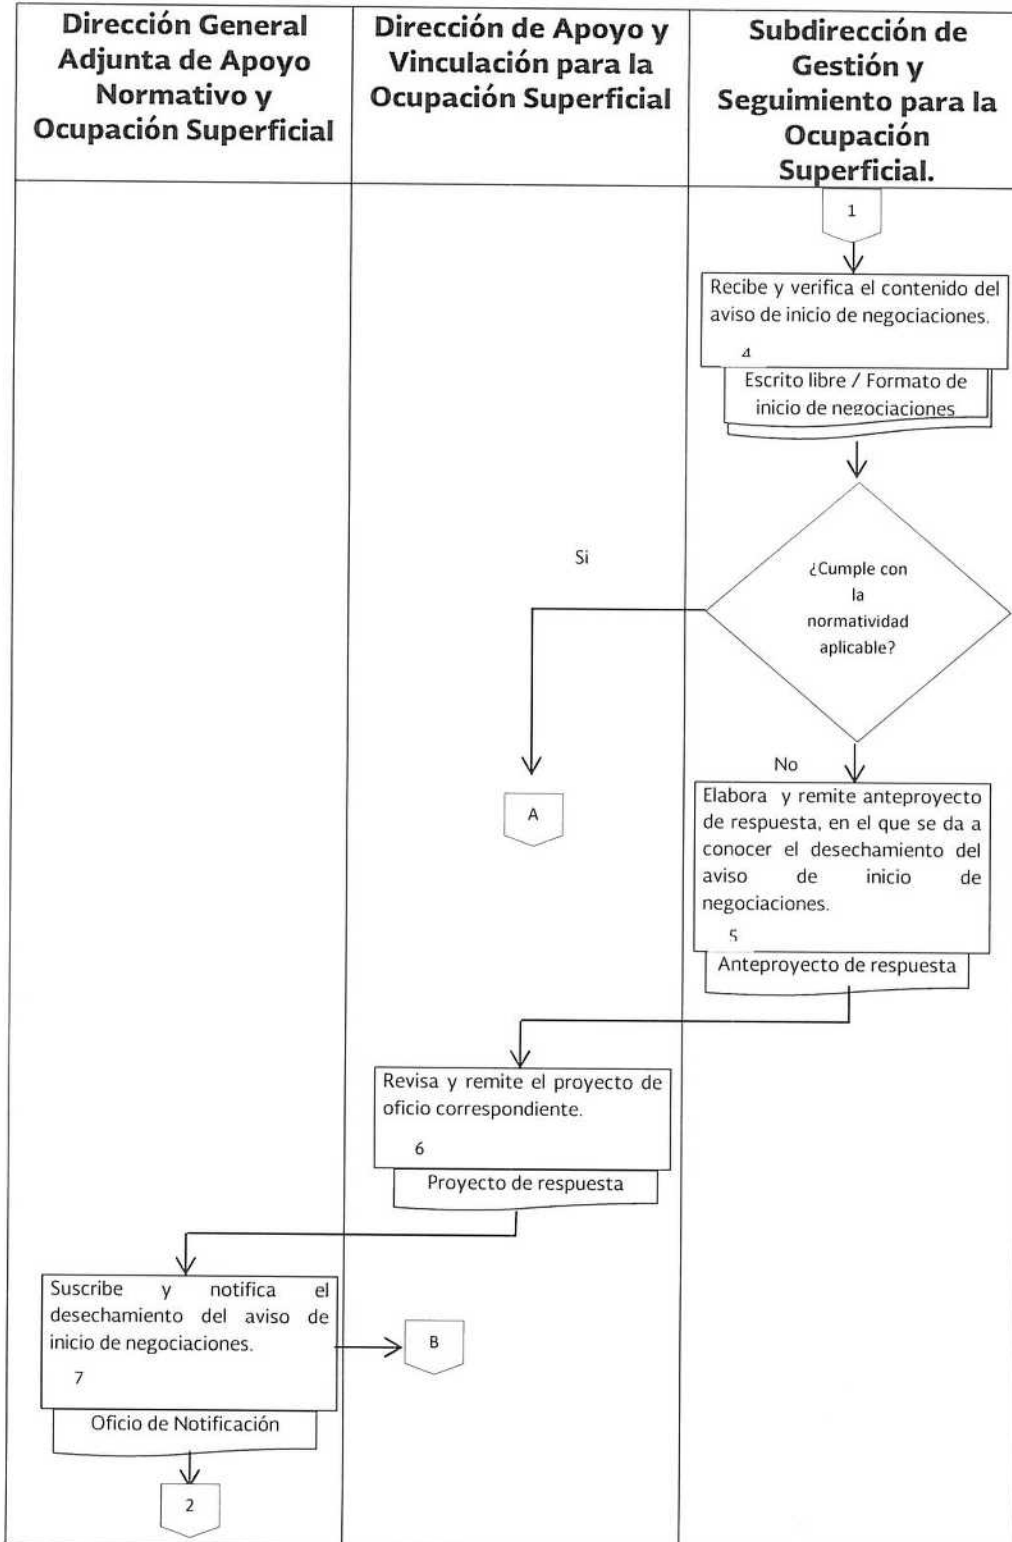 Dirección General
Adjunta de Apoyo
Normativo y
Ocupación Superficial
Dirección de Apoyo y
Vinculación para la
Ocupación Superficial
Subdirección de
Gestión y
Seguimiento para la
Ocupación
Superficial.
1
Recibe y verifica el contenido del
aviso de inicio de negociaciones.
4
Escrito libre / Formato de
inicio de negociaciones
Si
¿Cumple con
la
normatividad
aplicable?
No
A
Elabora y remite anteproyecto
de respuesta, en el que se da a
conocer el desechamiento del
aviso de inicio de
negociaciones.
5
Anteproyecto de respuesta
Revisa y remite el proyecto de
oficio correspondiente.
6
Proyecto de respuesta
Suscribe y notifica el
desechamiento del aviso de
inicio de negociaciones.
7
B
Oficio de Notificación
2